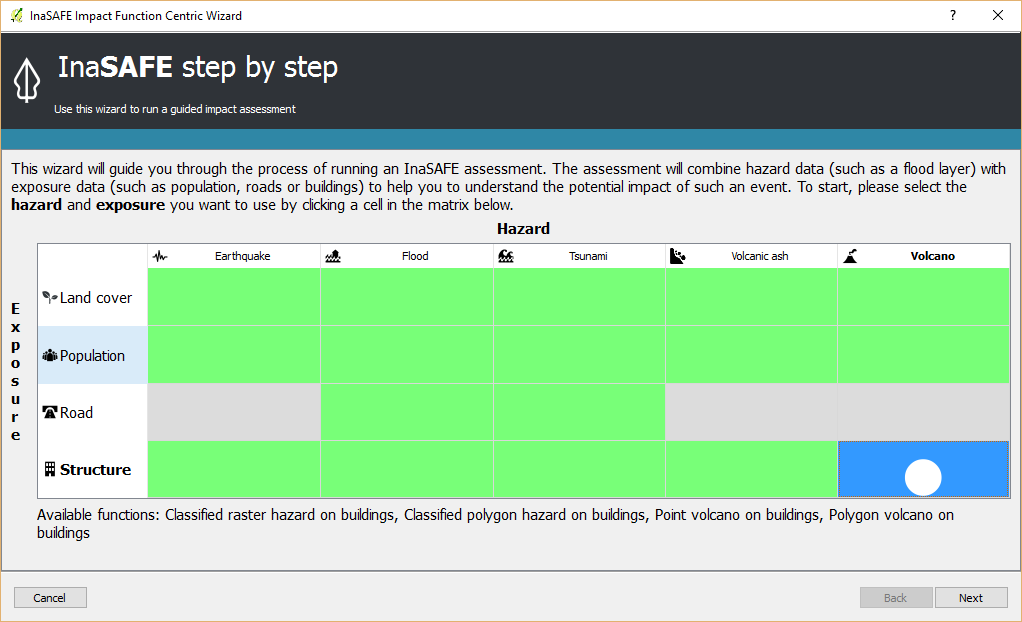 InaSAFE Impact Function Centric Wizard
?
InaSAFE step by step
Use this wizard to run a guided impact assessment
This wizard will guide you through the process of running an InaSAFE assessment. The assessment will combine hazard data (such as a flood layer) with
exposure data (such as population, roads or buildings) to help you to understand the potential impact of such an event. To start, please select the
hazard and exposure you want to use by clicking a cell in the matrix below.
Hazard
Earthquake Flood Tsunami Volcanic ash Volcano
Exposure
Land cover
Population
Road
Structure
Available functions: Classified raster hazard on buildings, Classified polygon hazard on buildings, Point volcano on buildings, Polygon volcano on
buildings
Cancel Back Next